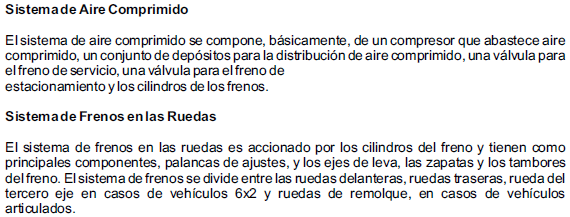 Sistema de Aire Comprimido
El sistema de aire comprimido se compone, básicamente, de un compresor que abastece aire
comprimido, un conjunto de depósitos para la distribución de aire comprimido, una válvula para
el freno de servicio, una válvula para el freno de
estacionamiento y los cilindros de los frenos.
Sistema de Frenos en las Ruedas
El sistema de frenos en las ruedas es accionado por los cilindros del freno y tienen como
principales componentes, palancas de ajustes, y los ejes de leva, las zapatas y los tambores
del freno. El sistema de frenos se divide entre las ruedas delanteras, ruedas traseras, rueda del
tercero eje en casos de vehículos 6x2 y ruedas de remolque, en casos de vehículos
articulados.